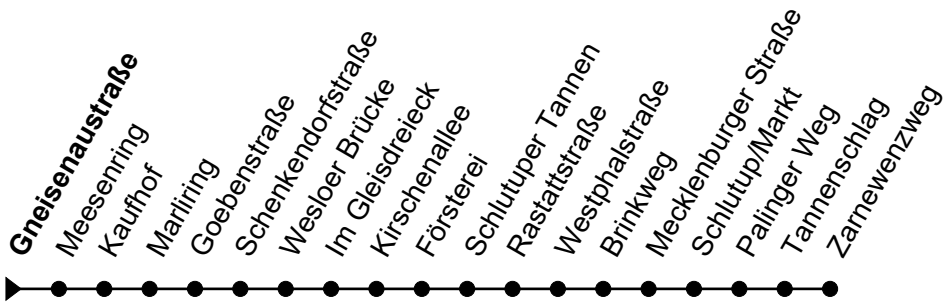 Gneisenaustraße
Meesenring
Kaufhof
Marliring
Goebenstraße
Schenkendorfstraße
Wesloer Brücke
Im Gleisdreieck
Kirschenallee
Försterei
Schlutuper Tannen
Rastattstraße
Westphalstraße
Brinkweg
Mecklenburger Straße
Schlutup/Markt
Palinger Weg
Tannenschlag
Zarnewenzweg